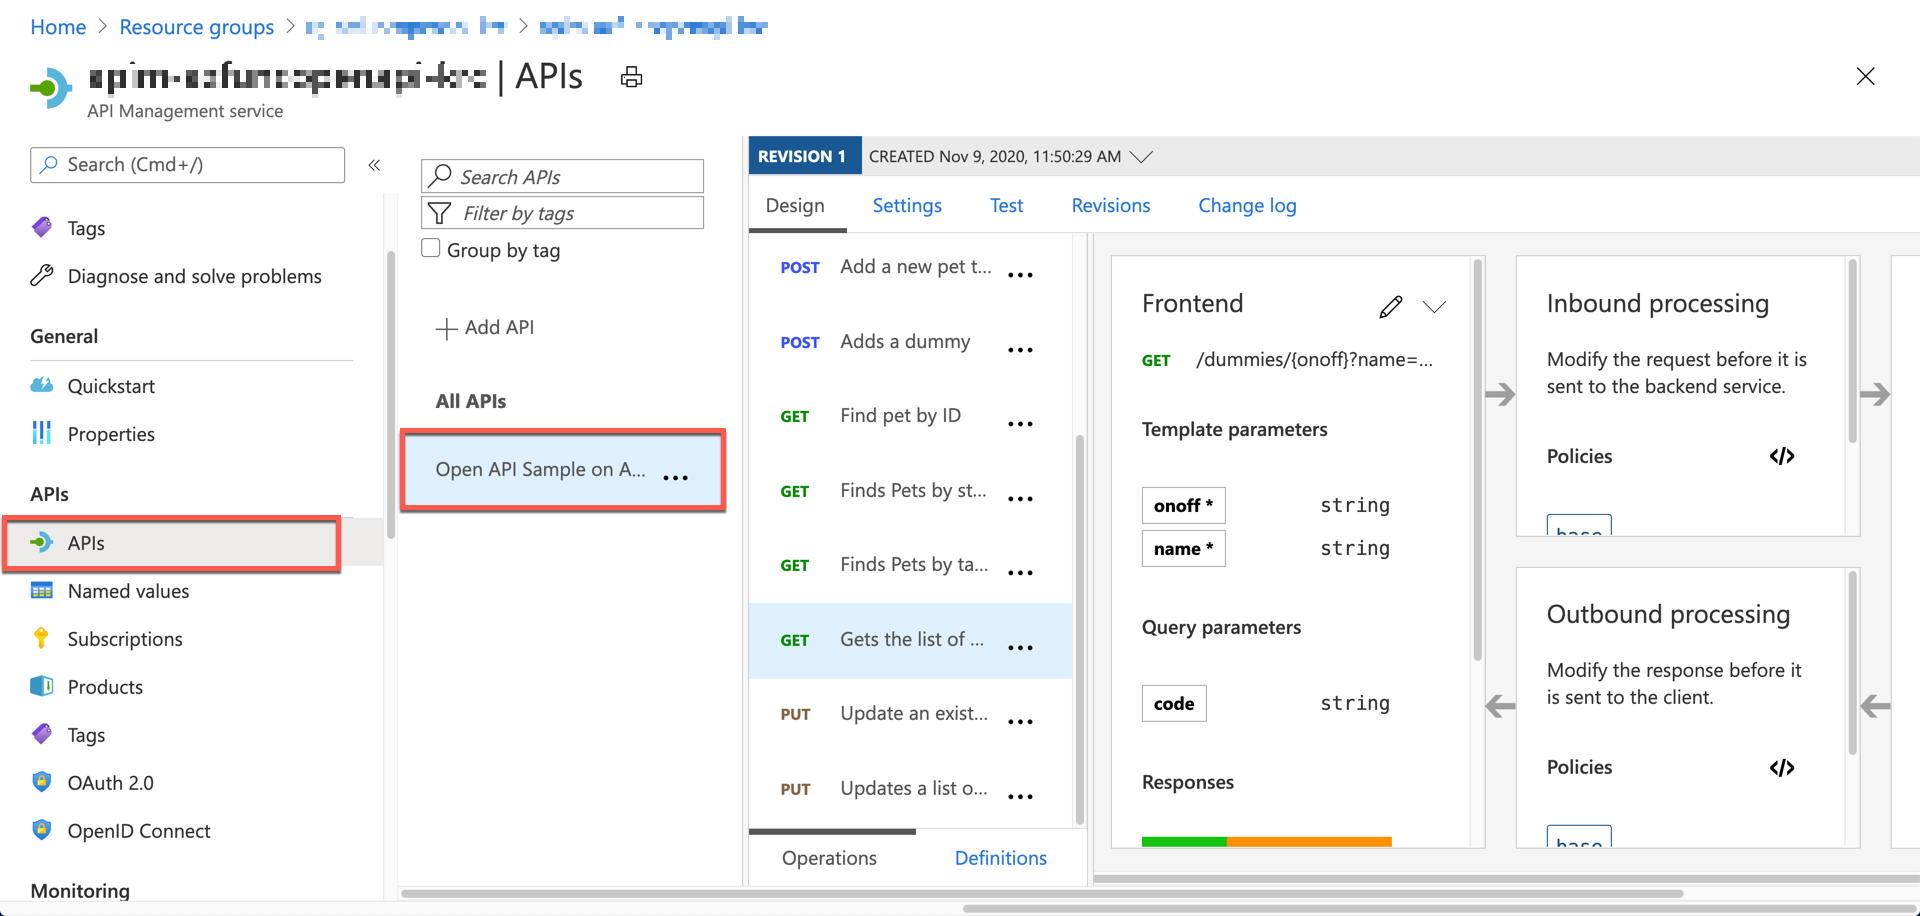 Home > Resource groups > >
| APIs
API Management service
Search (Cmd+/)
«
Tags
Diagnose and solve problems
General
Quickstart
Properties
APIs
APIs
Named values
Subscriptions
Products
Tags
OAuth 2.0
OpenID Connect
Monitoring
Search APIs
Filter by tags
Group by tag
+ Add API
All APIs
Open API Sample on A... ...
REVISION 1 CREATED Nov 9, 2020, 11:50:29 AM
Design Settings Test Revisions Change log
POST Add a new pet t... ...
POST Adds a dummy ...
GET Find pet by ID ...
GET Finds Pets by st... ...
GET Finds Pets by ta... ...
GET Gets the list of ... ...
PUT Update an exist... ...
PUT Updates a list o... ...
Operations Definitions
Frontend
GET /dummies/{onoff}?name=...
Template parameters
onoff * string
name * string
Query parameters
code string
Responses
Inbound processing
Modify the request before it is
sent to the backend service.
Policies </>
base
Outbound processing
Modify the response before it
is sent to the client.
Policies </>
base